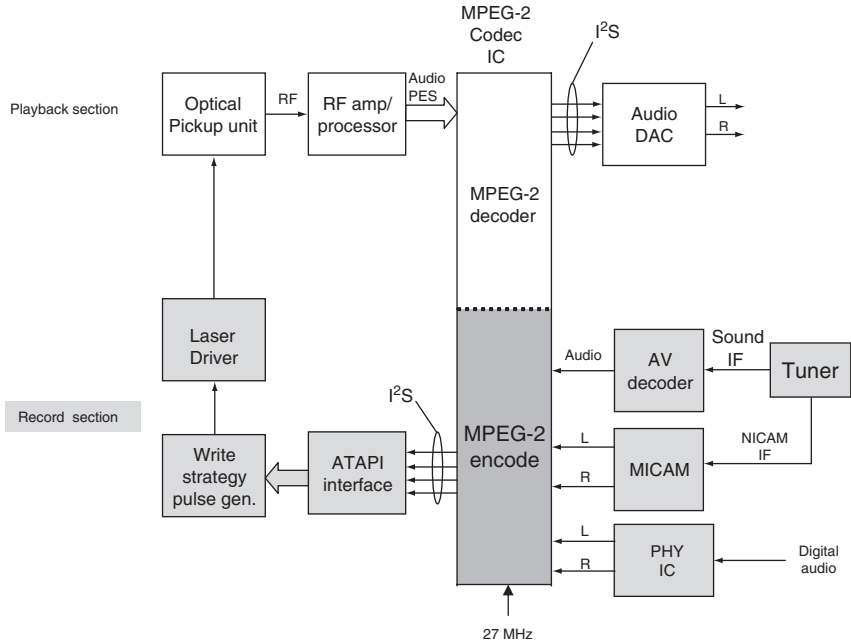 MPEG-2
Codec
IC
I²S
Playback section
Optical
Pickup unit
RF
RF amp/
processor
Audio
PES
MPEG-2
decoder
Audio
DAC
L
R
Laser
Driver
Record section
Write
strategy
pulse gen.
ATAPI
interface
I²S
MPEG-2
encode
Audio
AV
decoder
Sound
IF
Tuner
L
R
MICAM
NICAM
IF
L
R
PHY
IC
Digital
audio
27 MHz